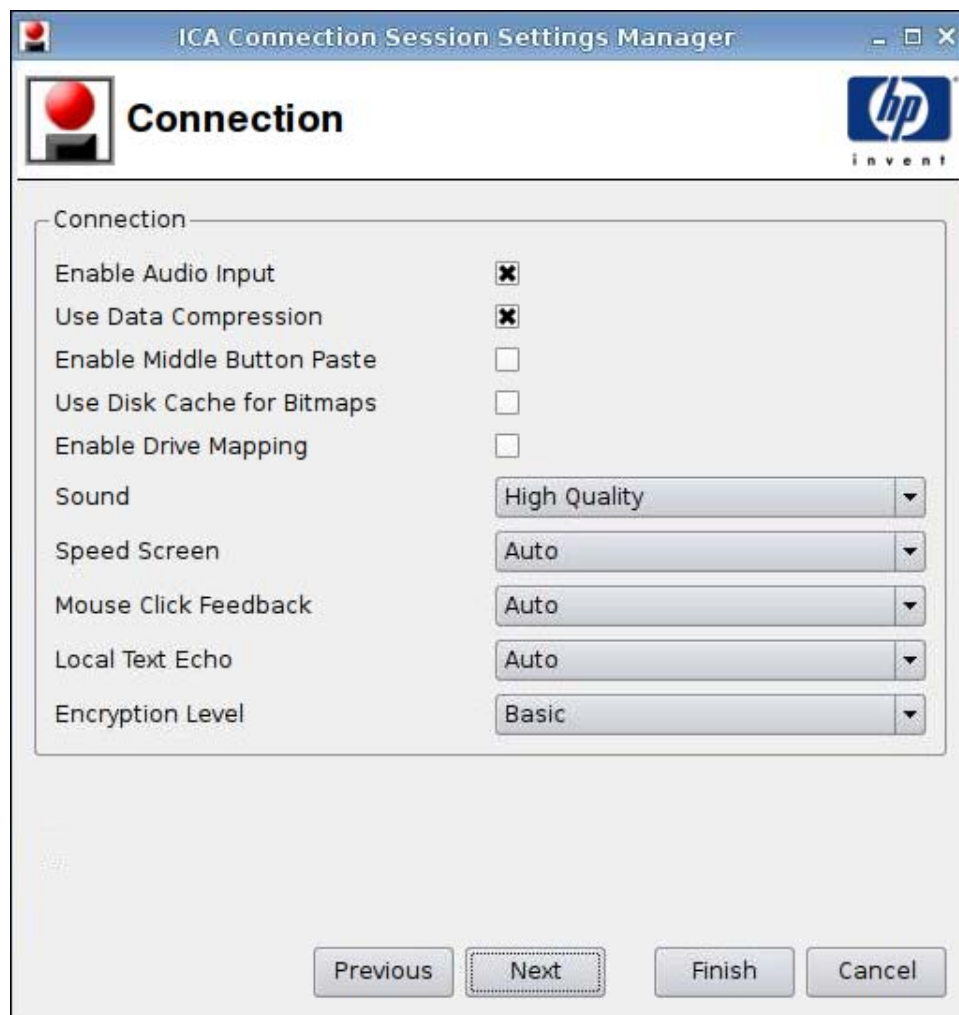 ICA Connection Session Settings Manager
Connection
hp
invent
Connection
Enable Audio Input
Use Data Compression
Enable Middle Button Paste
Use Disk Cache for Bitmaps
Enable Drive Mapping
Sound High Quality
Speed Screen Auto
Mouse Click Feedback Auto
Local Text Echo Auto
Encryption Level Basic
Previous Next Finish Cancel